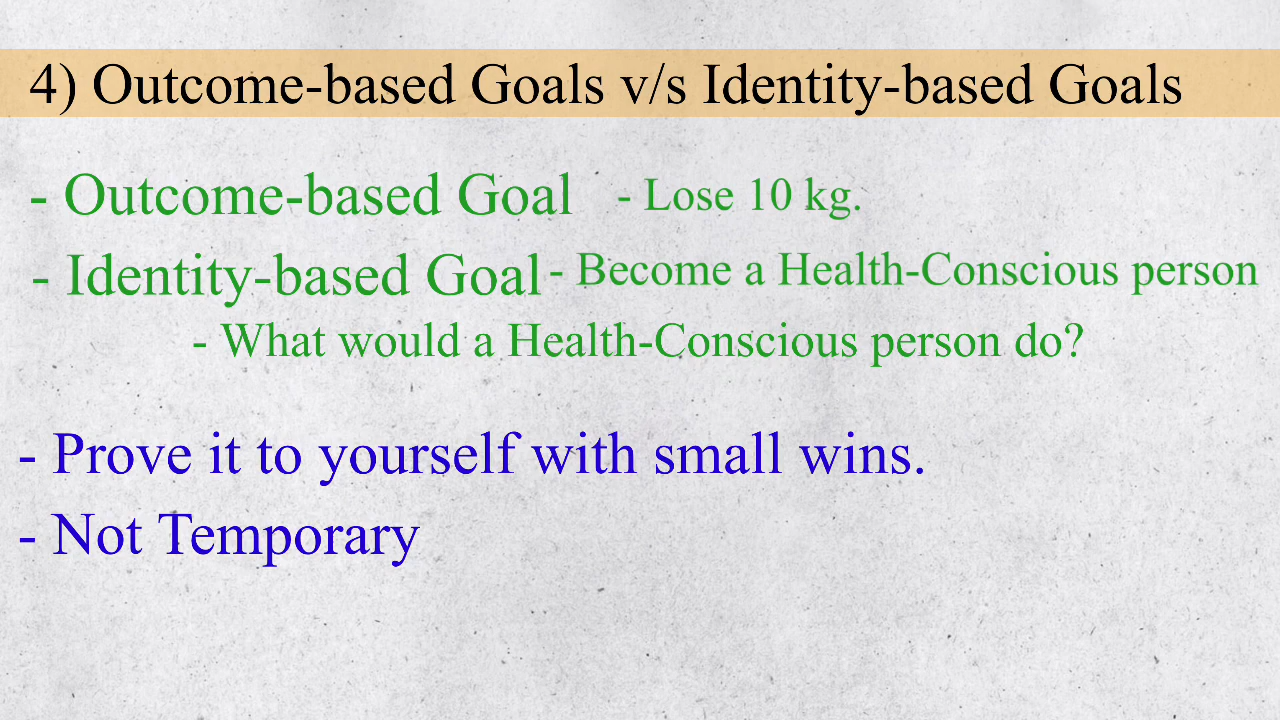 4) Outcome-based Goals v/s Identity-based Goals
- Outcome-based Goal - Lose 10 kg.
- Identity-based Goal - Become a Health-Conscious person
- What would a Health-Conscious person do?
- Prove it to yourself with small wins.
- Not Temporary